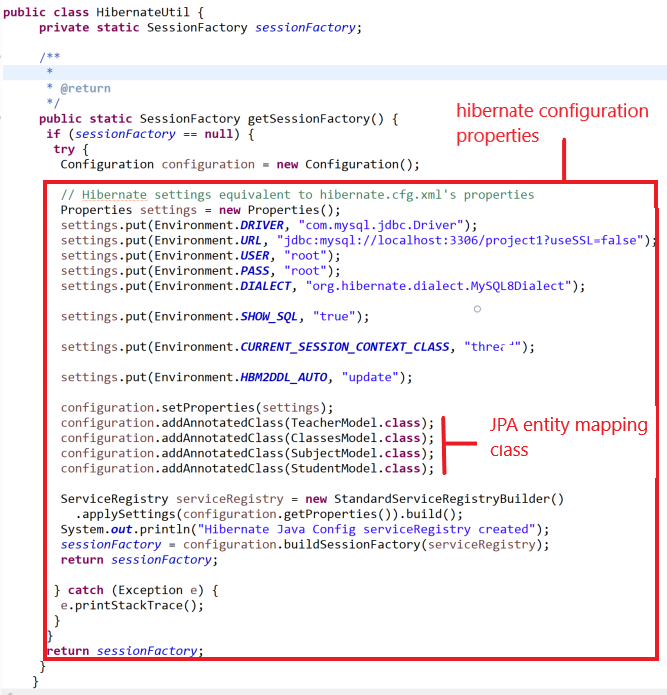 public class HibernateUtil {
private static SessionFactory sessionFactory;
/**
*
* @return
*/
public static SessionFactory getSessionFactory() {
if (sessionFactory == null) {
try {
Configuration configuration = new Configuration();
hibernate configuration
properties
// Hibernate settings equivalent to hibernate.cfg.xml's properties
Properties settings = new Properties();
settings.put(Environment.DRIVER, "com.mysql.jdbc.Driver");
settings.put(Environment.URL, "jdbc:mysql://localhost:3306/project1?useSSL=false");
settings.put(Environment.USER, "root");
settings.put(Environment.PASS, "root");
settings.put(Environment.DIALECT, "org.hibernate.dialect.MySQL8Dialect");
settings.put(Environment.SHOW_SQL, "true");
settings.put(Environment.CURRENT_SESSION_CONTEXT_CLASS, "thread");
settings.put(Environment.HBM2DDL_AUTO, "update");
configuration.setProperties(settings);
configuration.addAnnotatedClass(TeacherModel.class);
configuration.addAnnotatedClass(ClassesModel.class);
configuration.addAnnotatedClass(SubjectModel.class);
configuration.addAnnotatedClass(StudentModel.class);
JPA entity mapping
class
ServiceRegistry serviceRegistry = new StandardServiceRegistryBuilder()
.applySettings(configuration.getProperties()).build();
System.out.println("Hibernate Java Config serviceRegistry created");
sessionFactory = configuration.buildSessionFactory(serviceRegistry);
return sessionFactory;
} catch (Exception e) {
e.printStackTrace();
}
}
return sessionFactory;
}
}